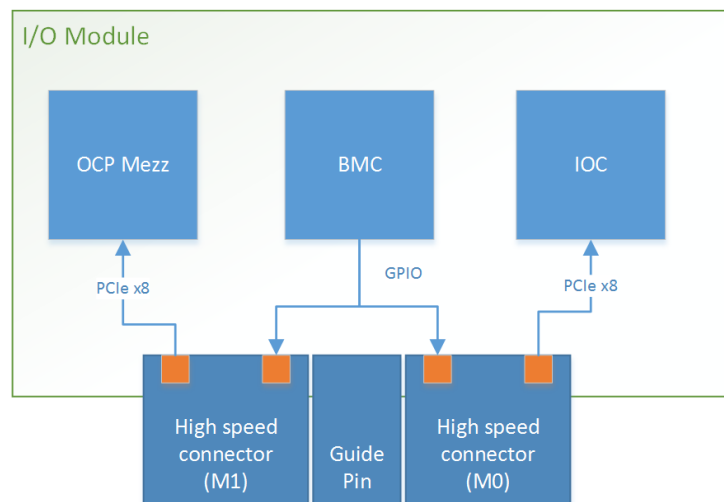 I/O Module
OCP Mezz
BMC
IOC
PCIe x8
GPIO
PCIe x8
High speed
connector
(M1)
Guide
Pin
High speed
connector
(M0)